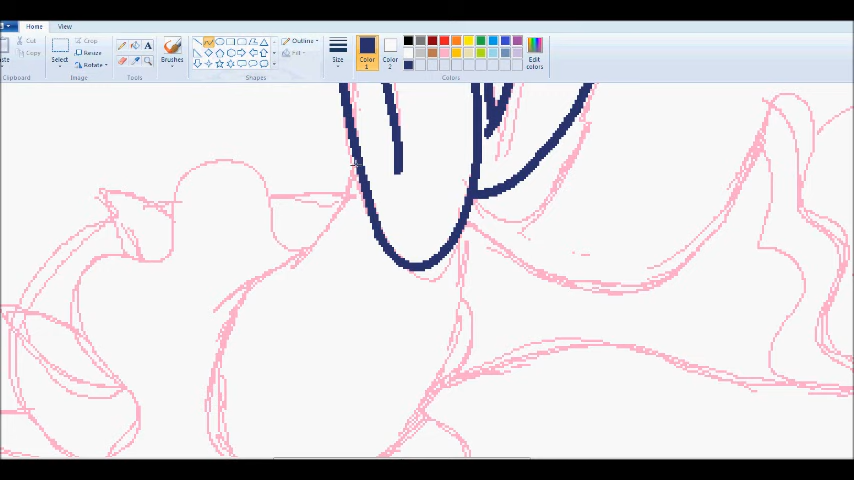 Home View
Cut
Copy
Crop
Resize
Rotate
Select
A
Brushes
Outline
Fill
Size
Color
1
Color
2
Edit
colors
Clipboard Image Tools Shapes Colors